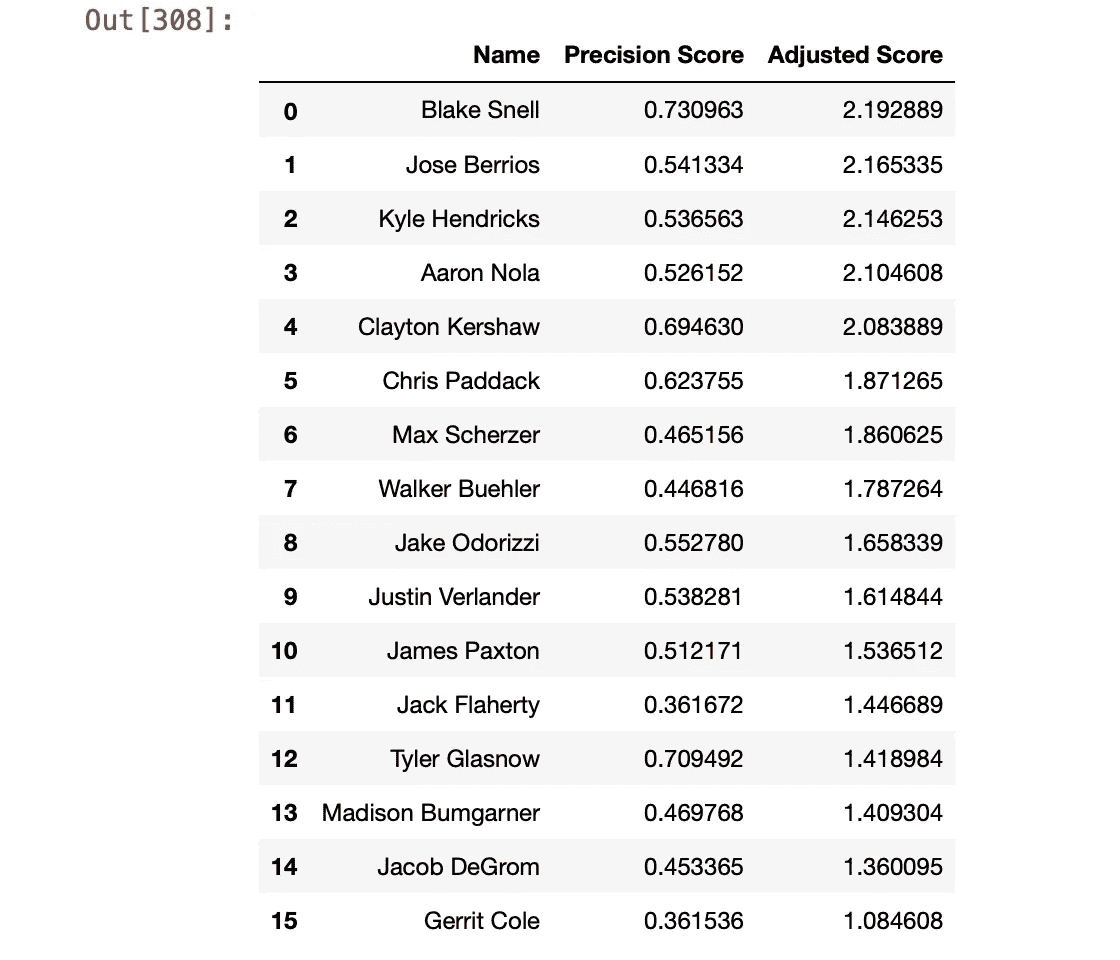 Out[308]:
Name Precision Score Adjusted Score
0 Blake Snell 0.730963 2.192889
1 Jose Berrios 0.541334 2.165335
2 Kyle Hendricks 0.536563 2.146253
3 Aaron Nola 0.526152 2.104608
4 Clayton Kershaw 0.694630 2.083889
5 Chris Paddack 0.623755 1.871265
6 Max Scherzer 0.465156 1.860625
7 Walker Buehler 0.446816 1.787264
8 Jake Odorizzi 0.552780 1.658339
9 Justin Verlander 0.538281 1.614844
10 James Paxton 0.512171 1.536512
11 Jack Flaherty 0.361672 1.446689
12 Tyler Glasnow 0.709492 1.418984
13 Madison Bumgarner 0.469768 1.409304
14 Jacob DeGrom 0.453365 1.360095
15 Gerrit Cole 0.361536 1.084608